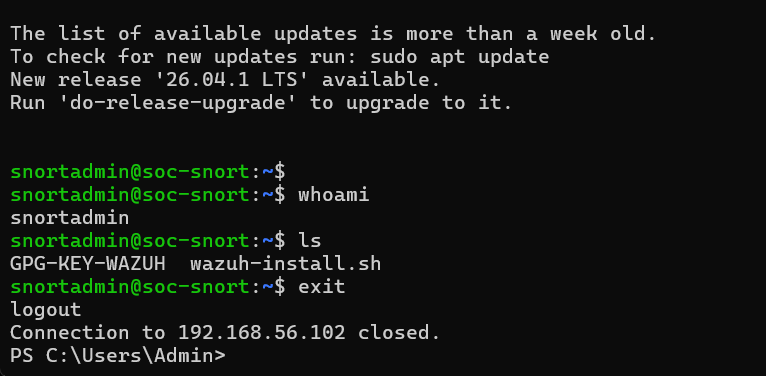 The list of available updates is more than a week old.
To check for new updates run: sudo apt update
New release '26.04.1 LTS' available.
Run 'do-release-upgrade' to upgrade to it.
snortadmin@soc-snort:~$
snortadmin@soc-snort:~$ whoami
snortadmin
snortadmin@soc-snort:~$ ls
GPG-KEY-WAZUH  wazuh-install.sh
snortadmin@soc-snort:~$ exit
logout
Connection to 192.168.56.102 closed.
PS C:\Users\Admin>